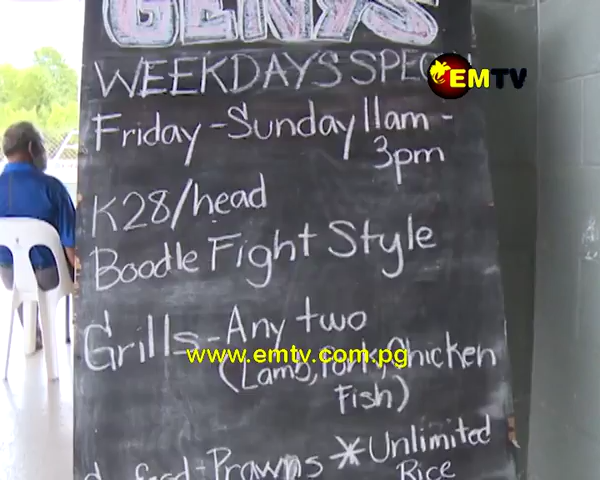 GENYS
WEEKDAYS SPEC
EMTV
Friday - Sunday 11am -
3pm
K28/head
Boodle Fight Style
Grills - Any two
www.emtv.com.pg
(Lamb, Pork, Chicken
Fish)
- Prawns * Unlimited
Rice